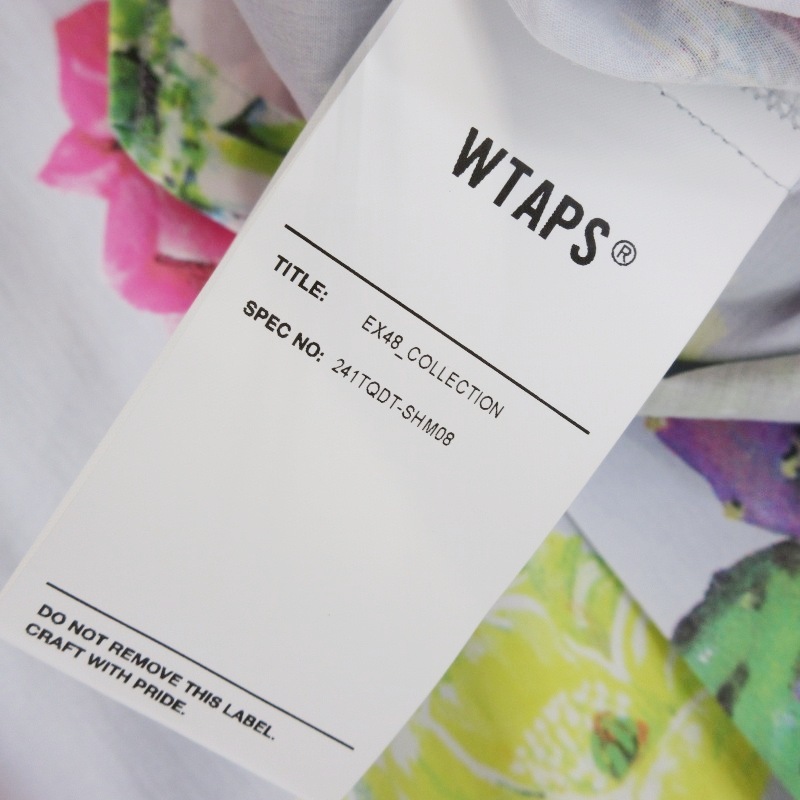 WTAPS®
TITLE: EX48_COLLECTION
SPEC NO: 241TQDT-SHM08
DO NOT REMOVE THIS LABEL.
CRAFT WITH PRIDE.